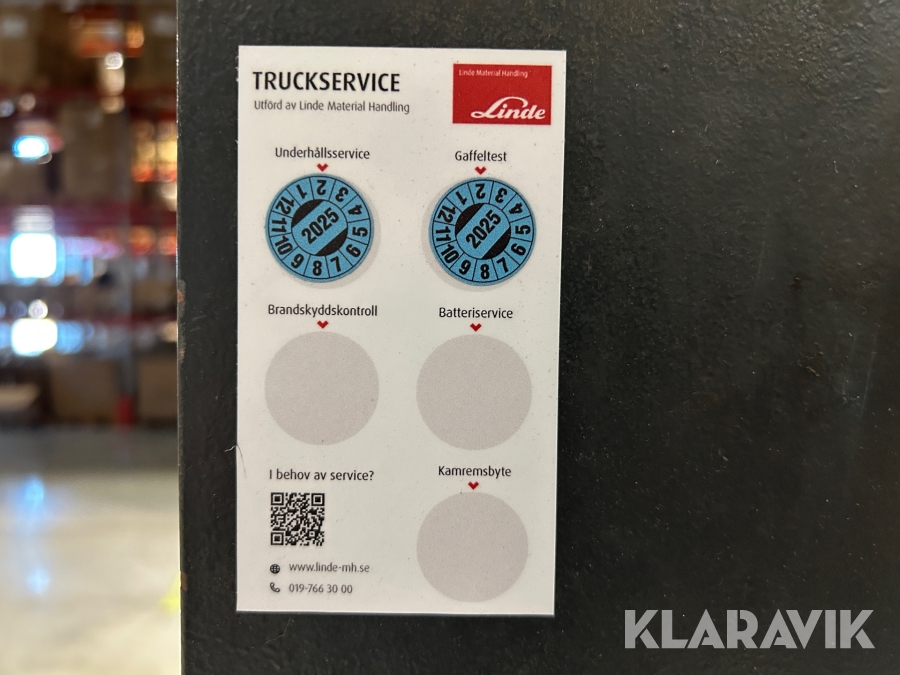 TRUCKSERVICE
Utförd av Linde Material Handling
Linde Material Handling
Linde
Underhållsservice
Gaffeltest
1 2 3 4 5 6 7 8 9 10 11 12
2025
1 2 3 4 5 6 7 8 9 10 11 12
2025
Brandskyddskontroll
Batteriservice
I behov av service?
Kamremsbyte
www.linde-mh.se
019-766 30 00
KLARAVIK